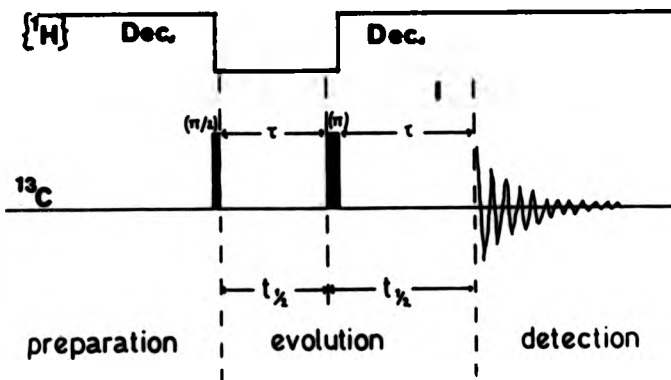 {¹H} Dec. Dec.
(π/2) τ (π) τ
¹³C
t½ t½
preparation evolution detection